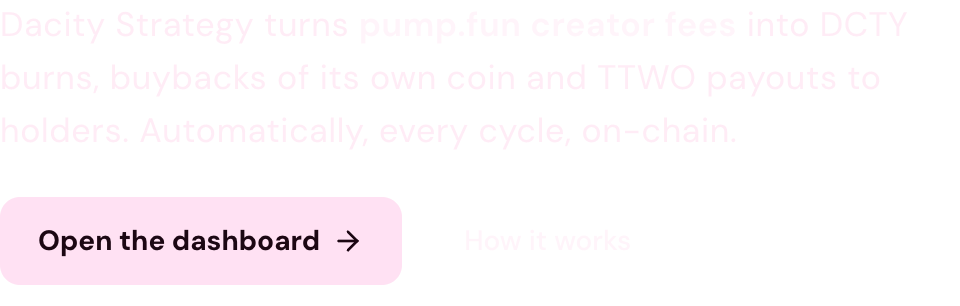 Dacity Strategy turns pump.fun creator fees into DCTY
burns, buybacks of its own coin and TTWO payouts to
holders. Automatically, every cycle, on-chain.
Open the dashboard →
How it works